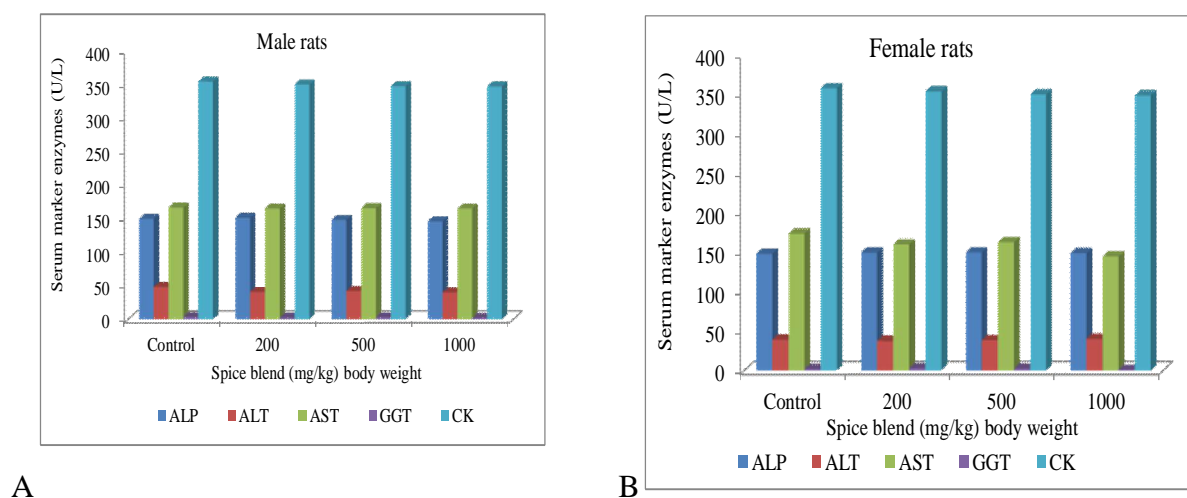 Male rats
Serum marker enzymes (U/L)
400
350
300
250
200
150
100
50
0
Control 200 500 1000
Spice blend (mg/kg) body weight
ALP ALT AST GGT CK
A
Female rats
Serum marker enzymes (U/L)
400
350
300
250
200
150
100
50
0
Control 200 500 1000
Spice blend (mg/kg) body weight
ALP ALT AST GGT CK
B